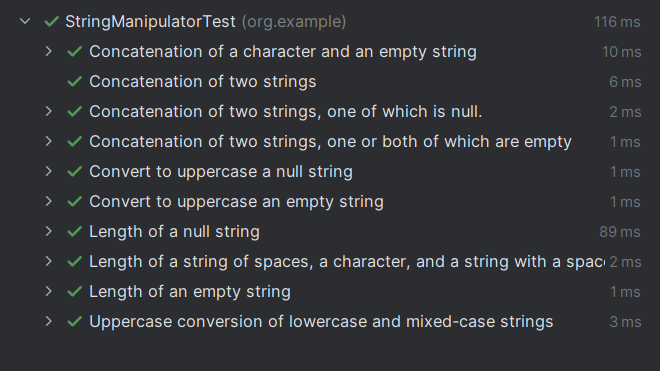 StringManipulatorTest (org.example) 116 ms
Concatenation of a character and an empty string 10 ms
Concatenation of two strings 6 ms
Concatenation of two strings, one of which is null. 2 ms
Concatenation of two strings, one or both of which are empty 1 ms
Convert to uppercase a null string 1 ms
Convert to uppercase an empty string 1 ms
Length of a null string 89 ms
Length of a string of spaces, a character, and a string with a spac 2 ms
Length of an empty string 1 ms
Uppercase conversion of lowercase and mixed-case strings 3 ms